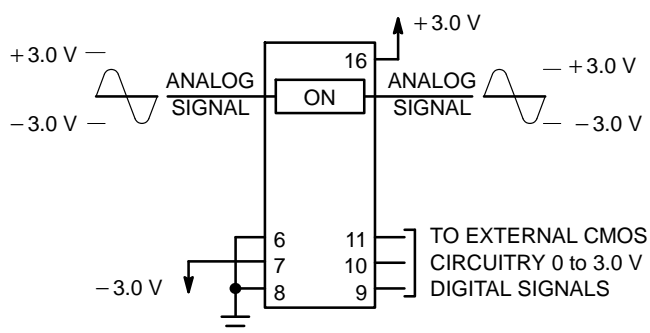 +3.0 V
16
+3.0 V
ANALOG
SIGNAL
ON
ANALOG
SIGNAL
+3.0 V
−3.0 V
−3.0 V
6
7
8
−3.0 V
11
10
9
TO EXTERNAL CMOS
CIRCUITRY 0 to 3.0 V
DIGITAL SIGNALS